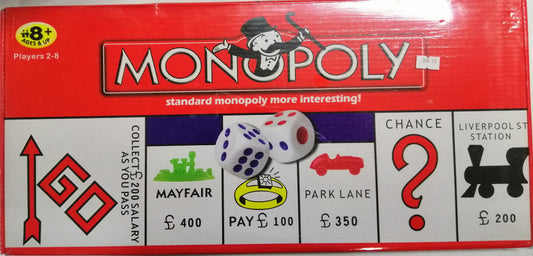 8+
AGES & UP
Players 2-8
MONOPOLY
standard monopoly more interesting!
GO
COLLECT £ 200 SALARY
AS YOU PASS
MAYFAIR
£ 400
PAY £ 100
PARK LANE
£ 350
CHANCE
?
LIVERPOOL ST
STATION
£ 200